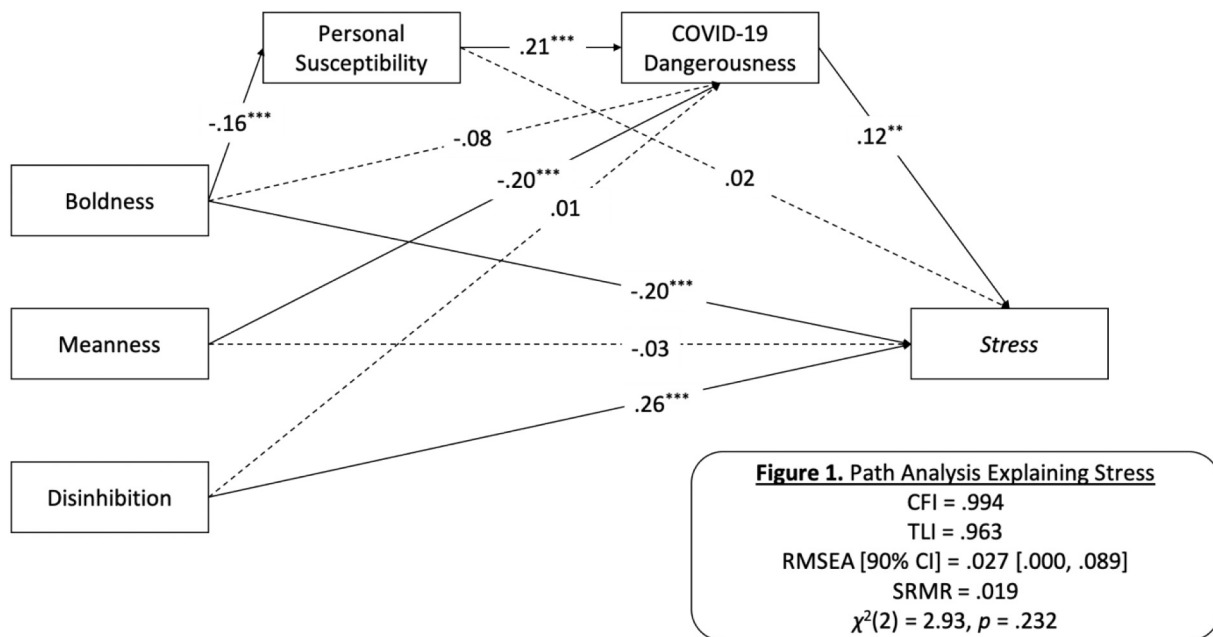 Personal
Susceptibility
.21***
COVID-19
Dangerousness
-.16***
-.08
.12**
Boldness
-.20***
.02
.01
-.20***
Meanness
-.03
Stress
.26***
Disinhibition
Figure 1. Path Analysis Explaining Stress
CFI = .994
TLI = .963
RMSEA [90% CI] = .027 [.000, .089]
SRMR = .019
χ²(2) = 2.93, p = .232